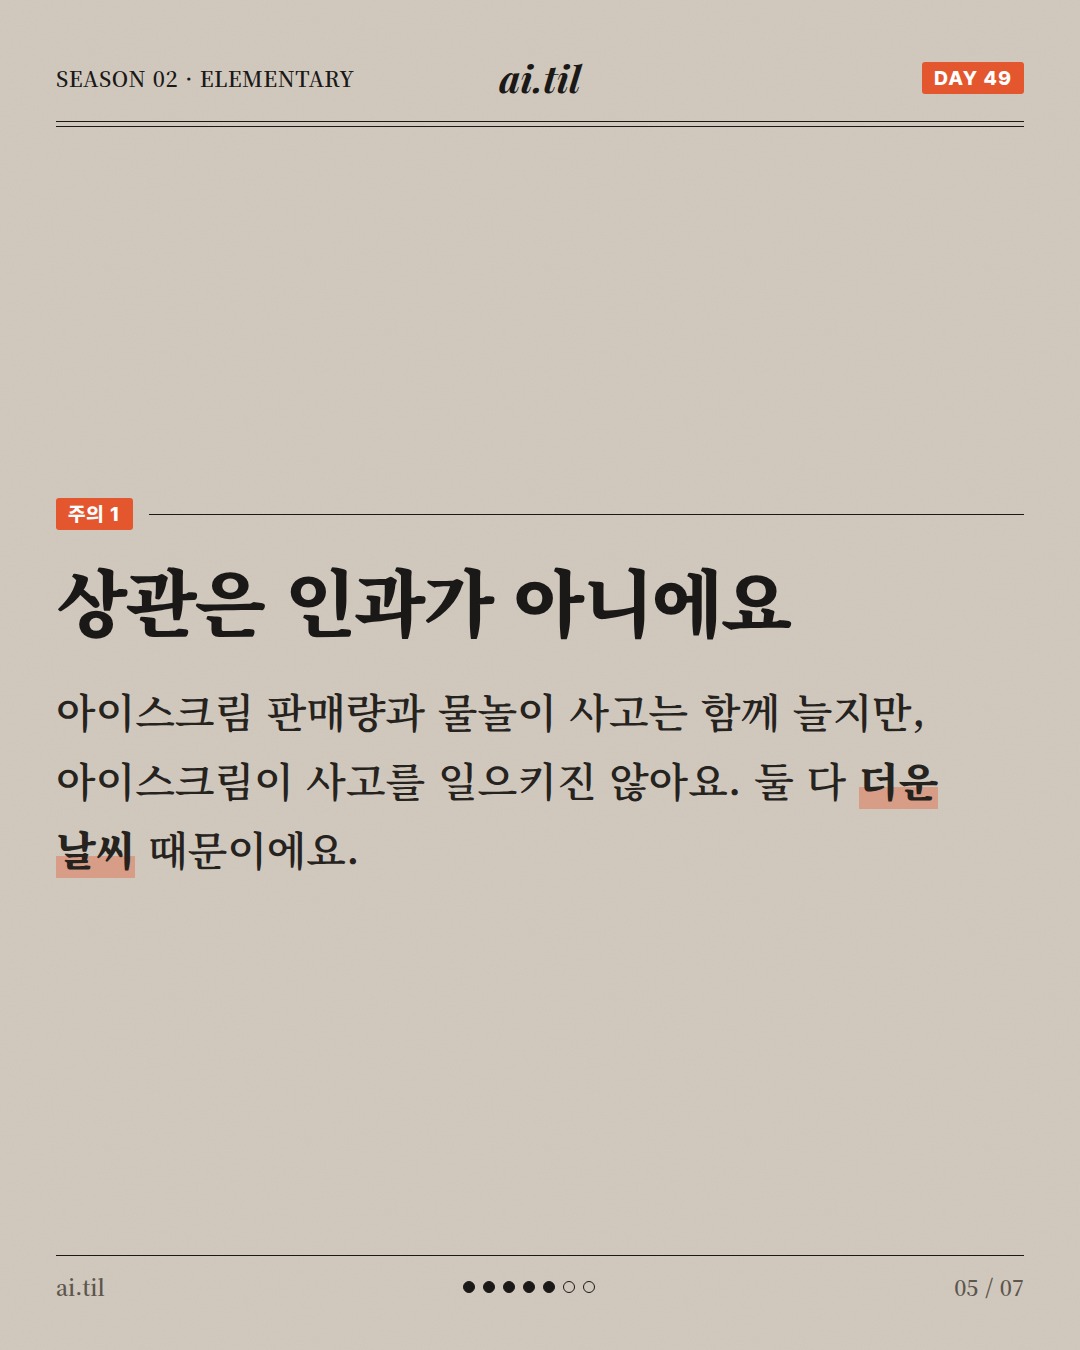 SEASON 02 · ELEMENTARY
ai.til
DAY 49
주의 1
상관은 인과가 아니에요
아이스크림 판매량과 물놀이 사고는 함께 늘지만,
아이스크림이 사고를 일으키진 않아요. 둘 다 더운
날씨 때문이에요.
ai.til
05 / 07